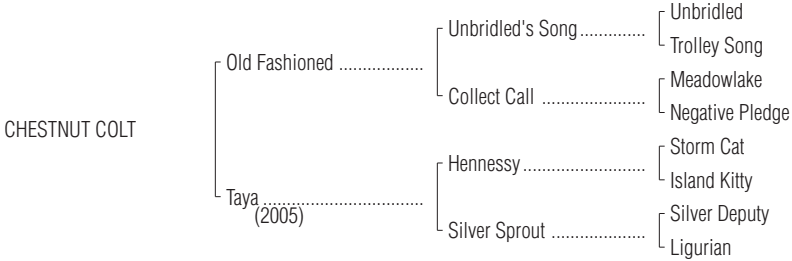 Unbridled
Unbridled's Song..............
Trolley Song
Old Fashioned ..................
Meadowlake
Collect Call ......................
Negative Pledge
CHESTNUT COLT
Storm Cat
Hennessy..........................
Island Kitty
Taya..................................
(2005)
Silver Deputy
Silver Sprout ....................
Ligurian